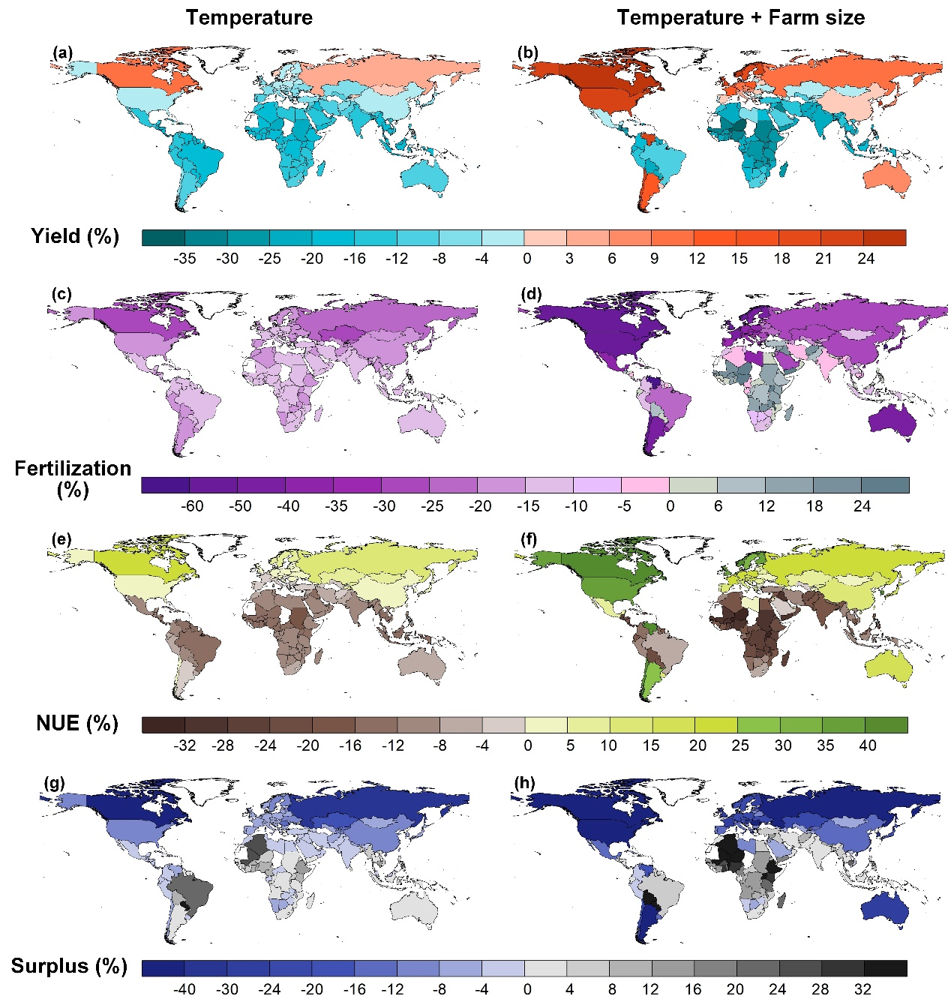 Temperature
Temperature + Farm size
(a)
(b)
Yield (%)
-35 -30 -25 -20 -16 -12 -8 -4 0 3 6 9 12 15 18 21 24
(c)
(d)
Fertilization
(%)
-60 -50 -40 -35 -30 -25 -20 -15 -10 -5 0 6 12 18 24
(e)
(f)
NUE (%)
-32 -28 -24 -20 -16 -12 -8 -4 0 5 10 15 20 25 30 35 40
(g)
(h)
Surplus (%)
-40 -30 -24 -20 -16 -12 -8 -4 0 4 8 12 16 20 24 28 32